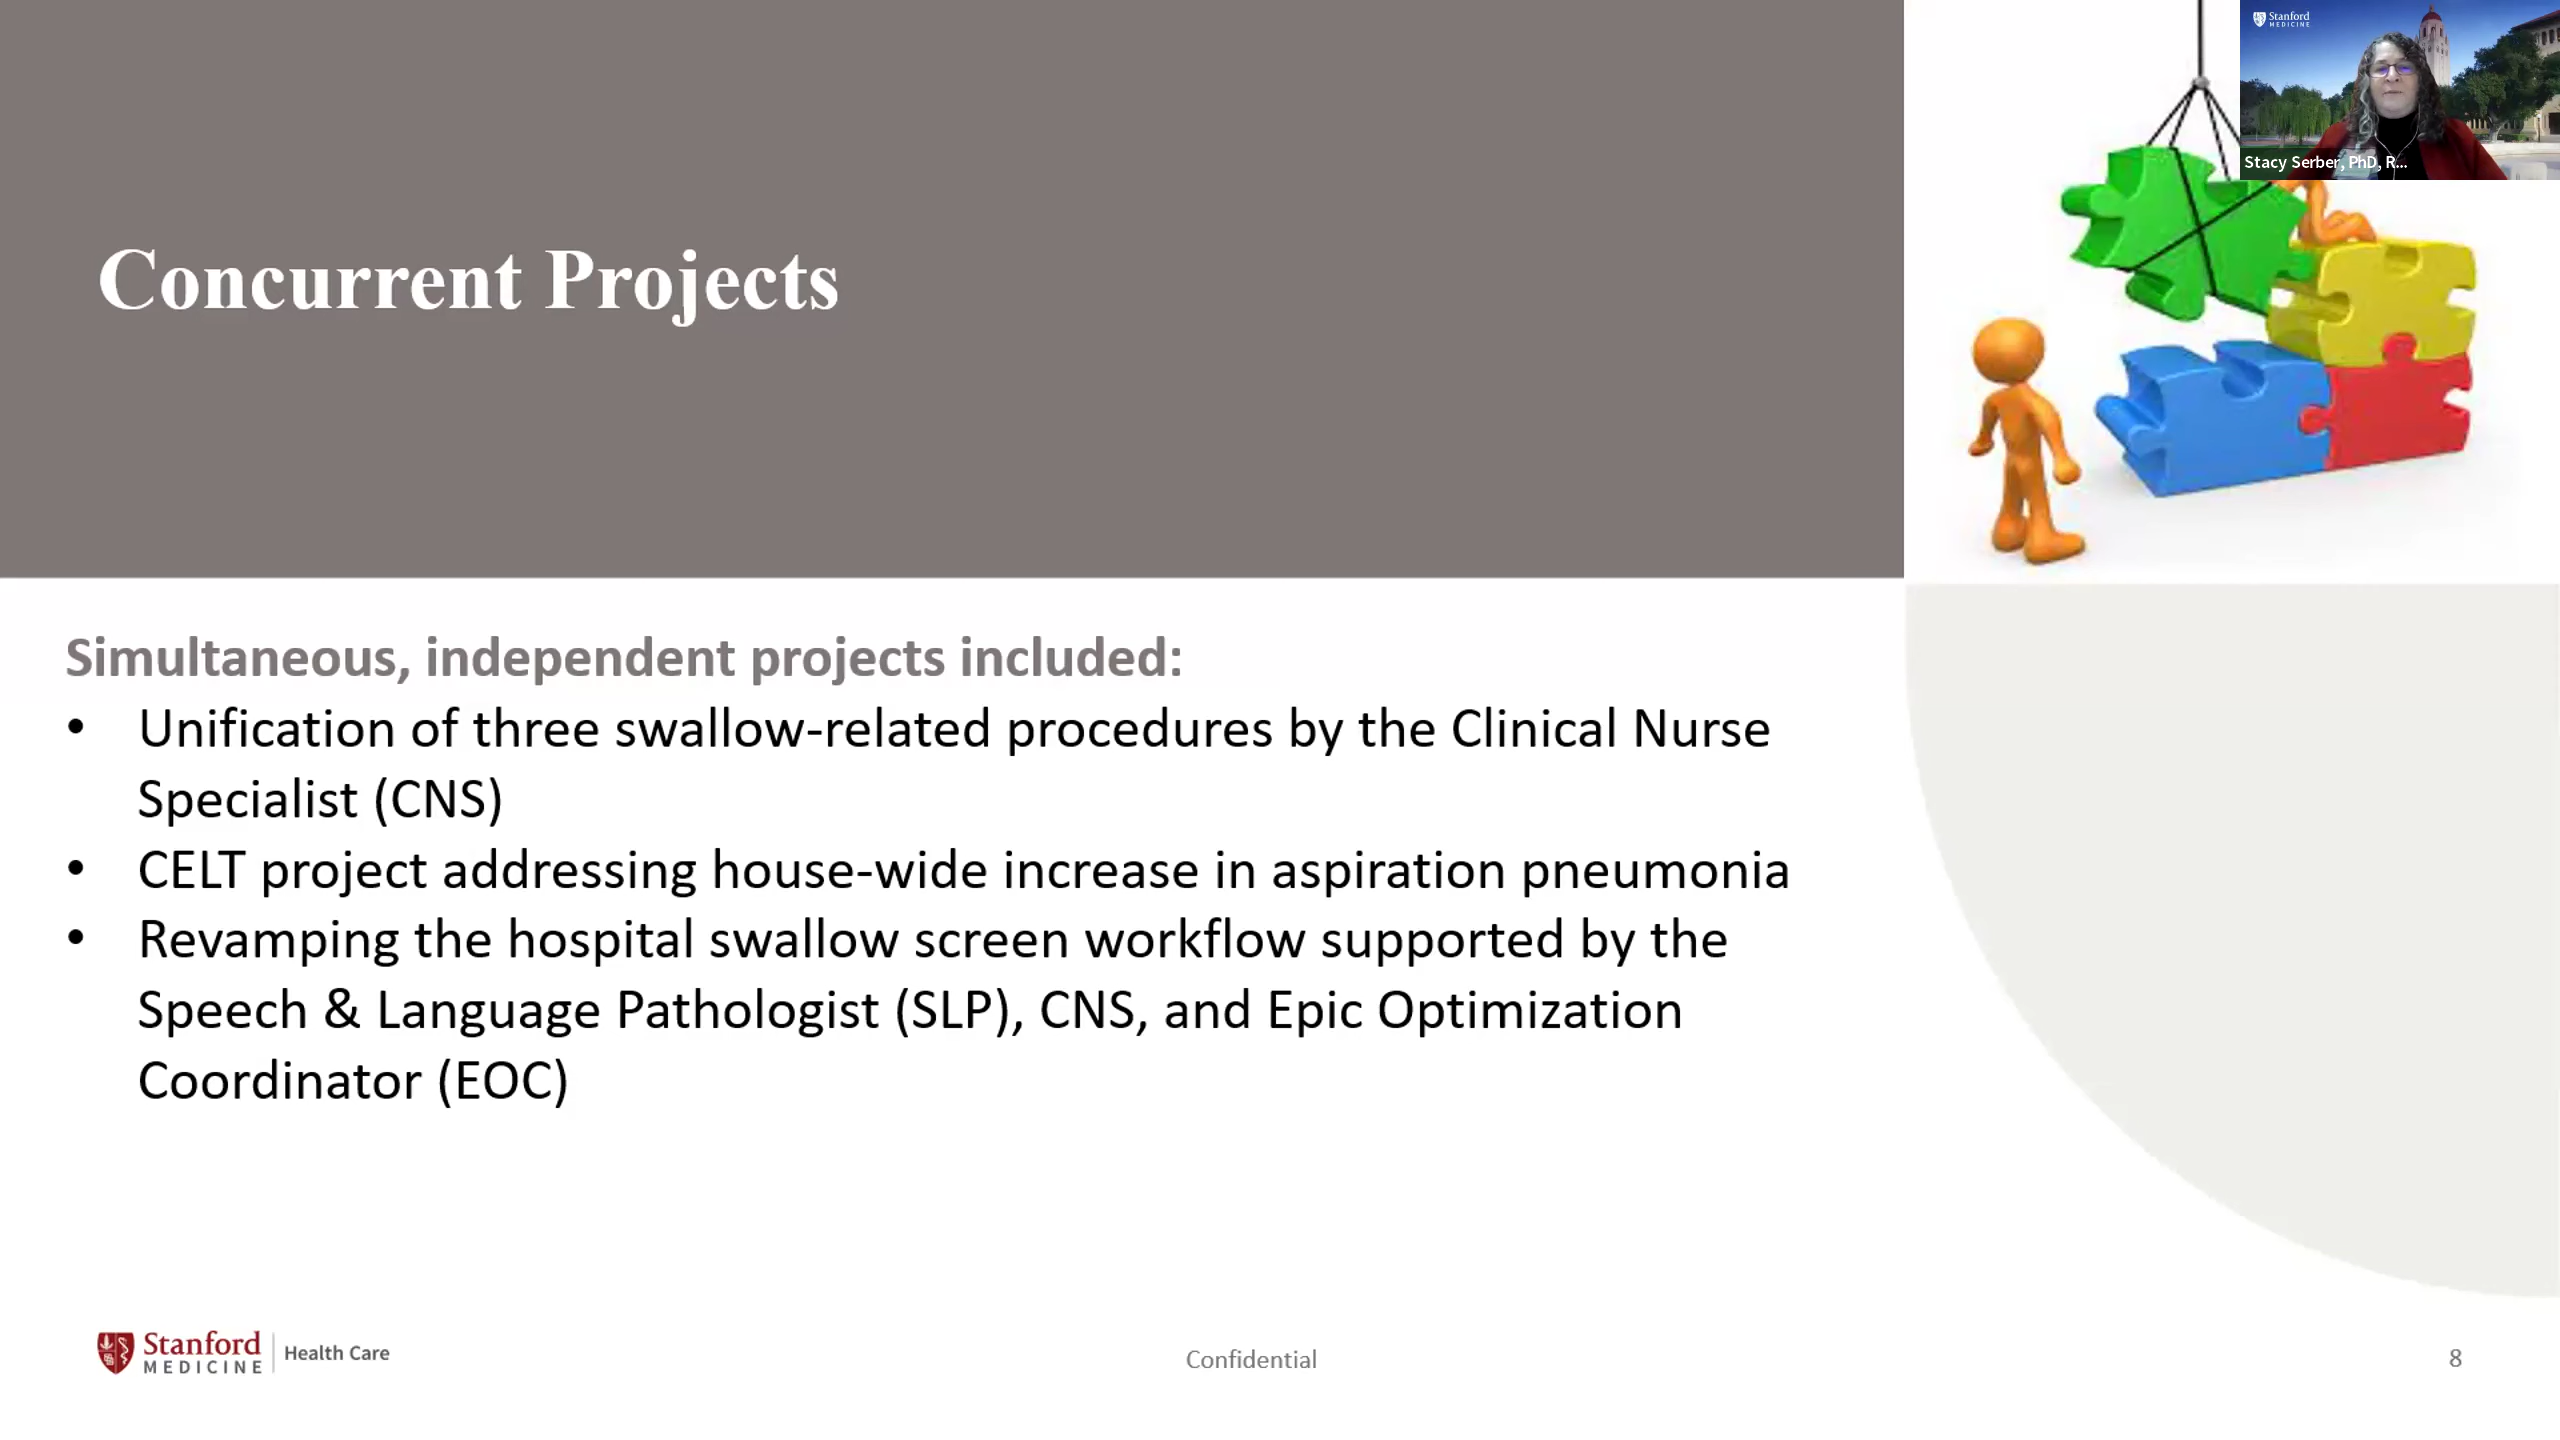 Stanford
MEDICINE
Stacy Serber, PhD, R...
Concurrent Projects
Simultaneous, independent projects included:
• Unification of three swallow-related procedures by the Clinical Nurse
Specialist (CNS)
• CELT project addressing house-wide increase in aspiration pneumonia
• Revamping the hospital swallow screen workflow supported by the
Speech & Language Pathologist (SLP), CNS, and Epic Optimization
Coordinator (EOC)
Stanford
MEDICINE
Health Care
Confidential
8